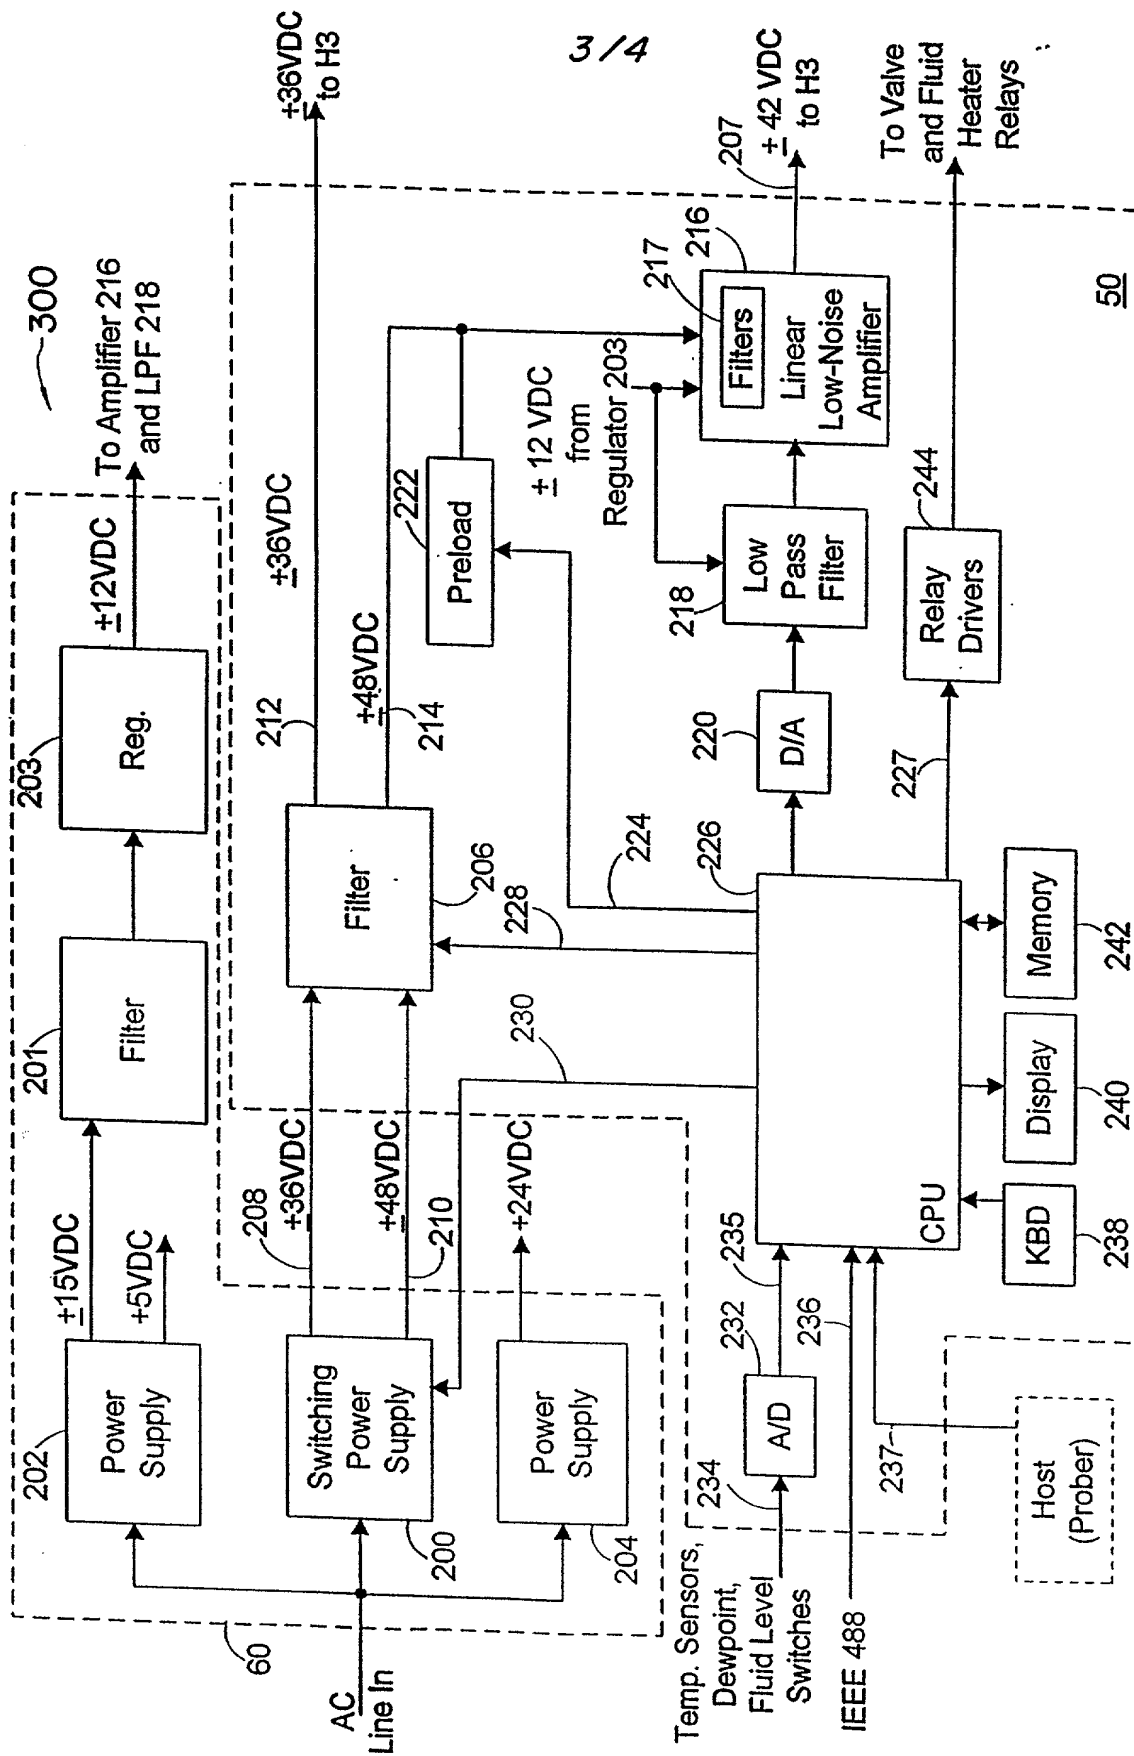 3/4
300
±36VDC
to H3
To Amplifier 216
and LPF 218
±12VDC
203
Reg.
201
Filter
±15VDC
+5VDC
202
Power
Supply
Switching
Power
Supply
200
Power
Supply
204
60
AC
Line In
208
±36VDC
±48VDC
210
+24VDC
230
Filter
206
228
224
212
±36VDC
±48VDC
214
222
Preload
± 12 VDC
from
Regulator 203
217
216
Filters
Linear
Low-Noise
Amplifier
207
± 42 VDC
to H3
218
Low
Pass
Filter
220
D/A
226
CPU
227
244
Relay
Drivers
To Valve
and Fluid
Heater
Relays
50
Temp. Sensors,
Dewpoint,
Fluid Level
Switches
234
A/D
232
235
IEEE 488
236
237
Host
(Prober)
KBD
238
Display
240
Memory
242